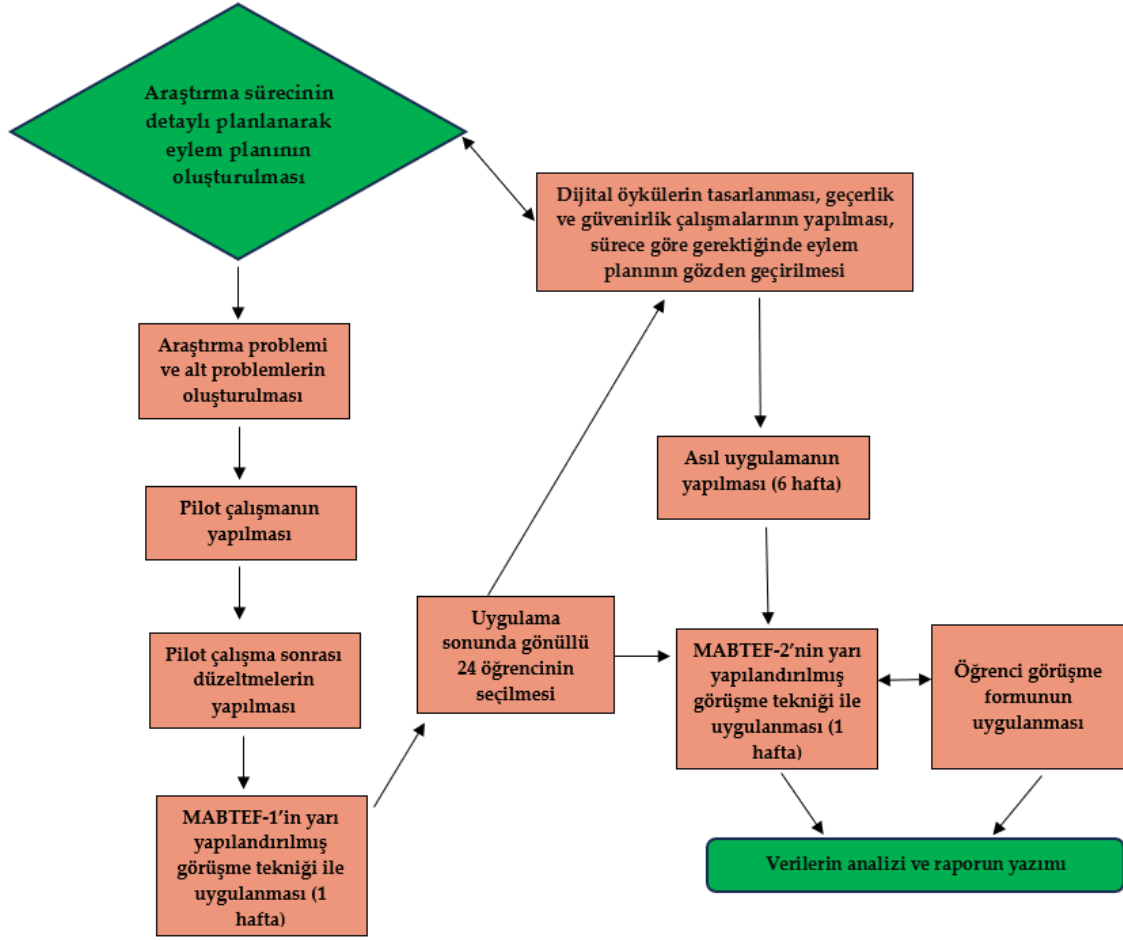 Araştırma sürecinin
detaylı planlanarak
eylem planının
oluşturulması
Dijital öykülerin tasarlanması, geçerlik
ve güvenirlik çalışmalarının yapılması,
sürece göre gerektiğinde eylem
planının gözden geçirilmesi
Araştırma problemi
ve alt problemlerin
oluşturulması
Asıl uygulamanın
yapılması (6 hafta)
Pilot çalışmanın
yapılması
Uygulama
sonunda gönüllü
24 öğrencinin
seçilmesi
Pilot çalışma sonrası
düzeltmelerin
yapılması
MABTEF-2’nin yarı
yapılandırılmış
görüşme tekniği ile
uygulanması (1
hafta)
Öğrenci görüşme
formunun
uygulanması
MABTEF-1’in yarı
yapılandırılmış
görüşme tekniği ile
uygulanması (1
hafta)
Verilerin analizi ve raporun yazımı